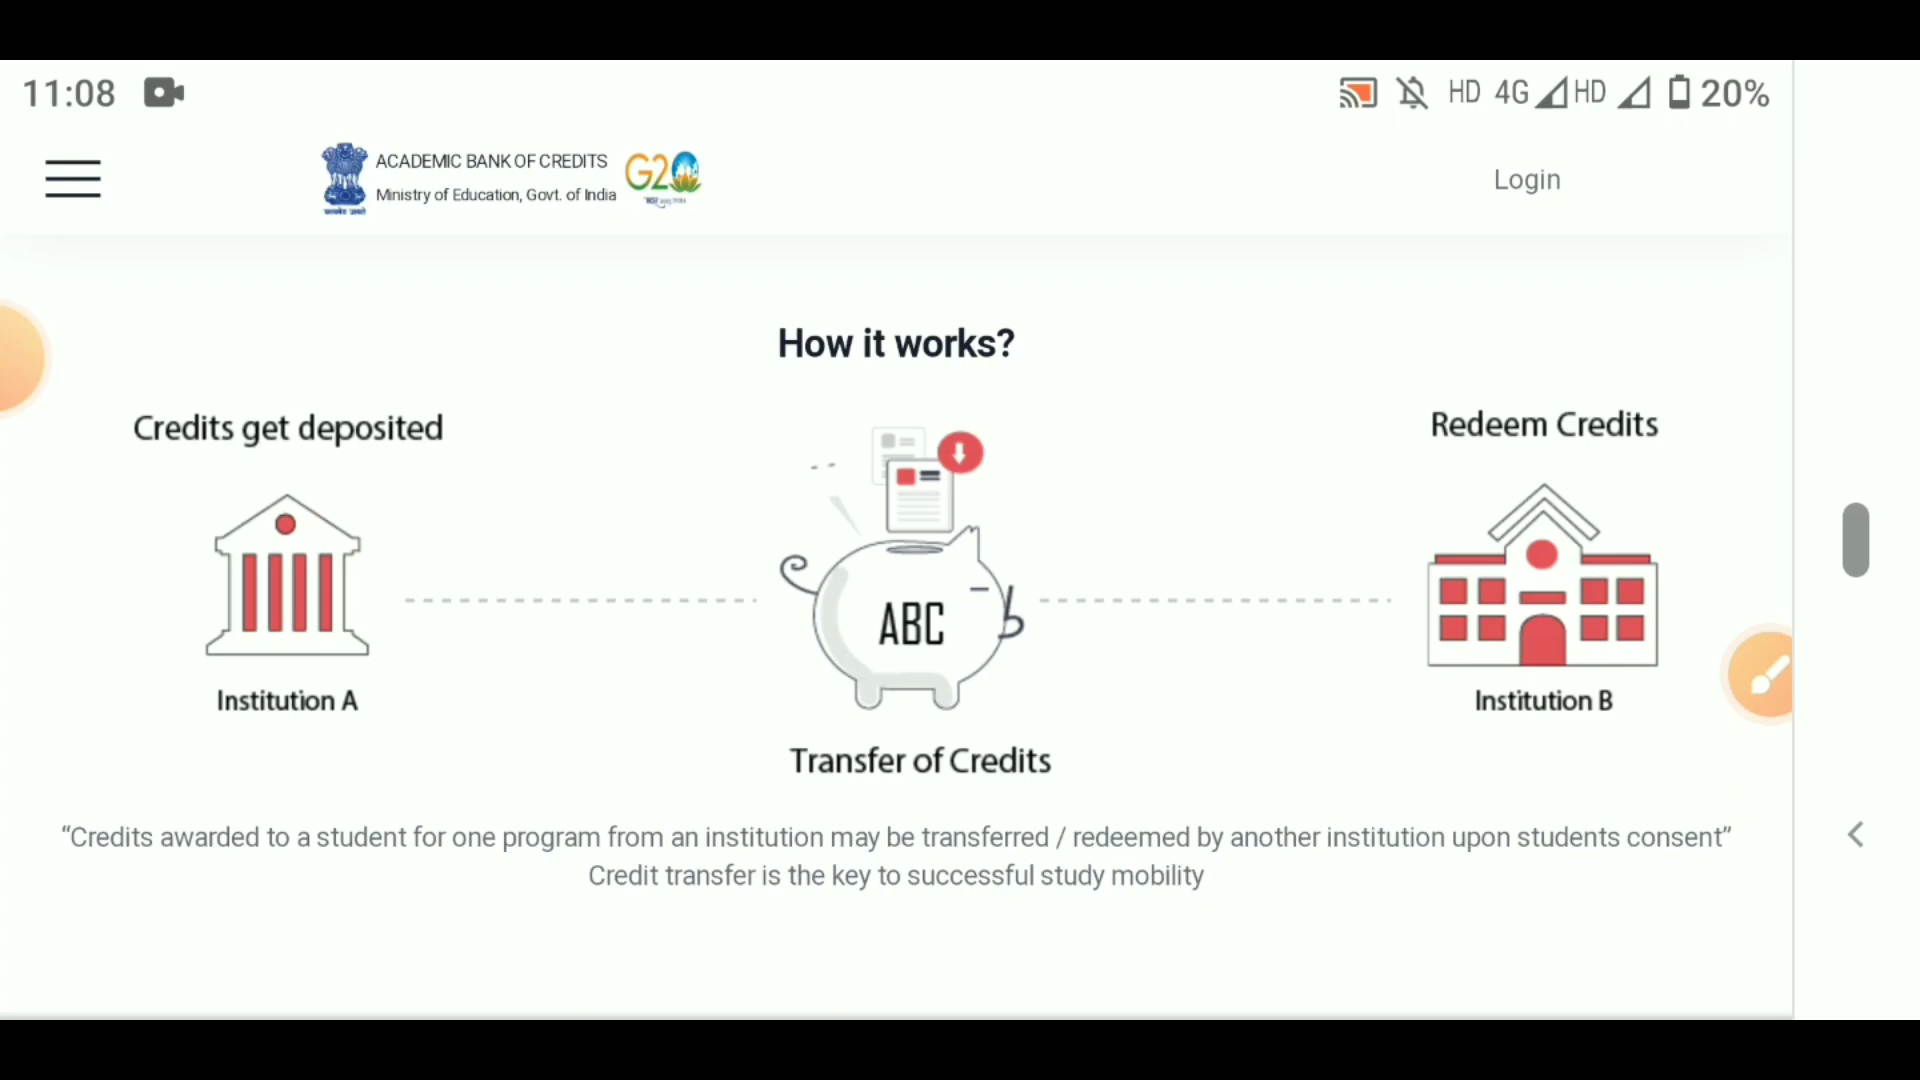 11:08
HD 4G HD 20%
ACADEMIC BANK OF CREDITS
Ministry of Education, Govt. of India
G20
Login
How it works?
Credits get deposited
Redeem Credits
ABC
Institution A
Institution B
Transfer of Credits
“Credits awarded to a student for one program from an institution may be transferred / redeemed by another institution upon students consent”
Credit transfer is the key to successful study mobility